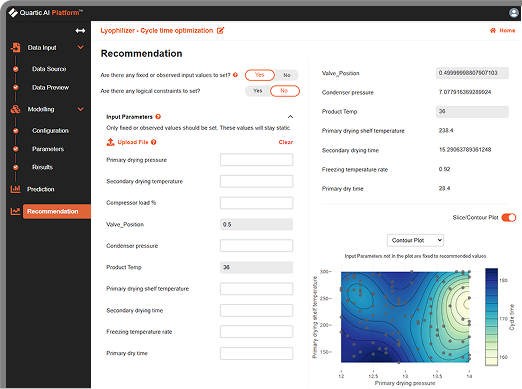 Quartic AI Platform™
Data Input
Data Source
Data Preview
Modelling
Configuration
Parameters
Results
Prediction
Recommendation
Lyophilizer - Cycle time optimization
Home
Recommendation
Are there any fixed or observed input values to set? ?
Yes No
Are there any logical constraints to set?
Yes No
Input Parameters ?
Only fixed or observed values should be set. These values will stay static.
Upload File ?
Clear
Primary drying pressure
Secondary drying temperature
Compressor load %
Valve_Position 0.5
Condenser pressure
Product Temp 36
Primary drying shelf temperature
Secondary drying time
Freezing temperature rate
Primary dry time
Valve_Position 0.49999998807907103
Condenser pressure 7.077916369289924
Product Temp 36
Primary drying shelf temperature 238.4
Secondary drying time 15.29063789361248
Freezing temperature rate 0.92
Primary dry time 28.4
Slice/Contour Plot
Contour Plot
Input Parameters not in the plot are fixed to recommended values
Primary drying shelf temperature
300
250
200
150
12 12.5 13 13.5 14
Primary drying pressure
180
170
160
Cycle time